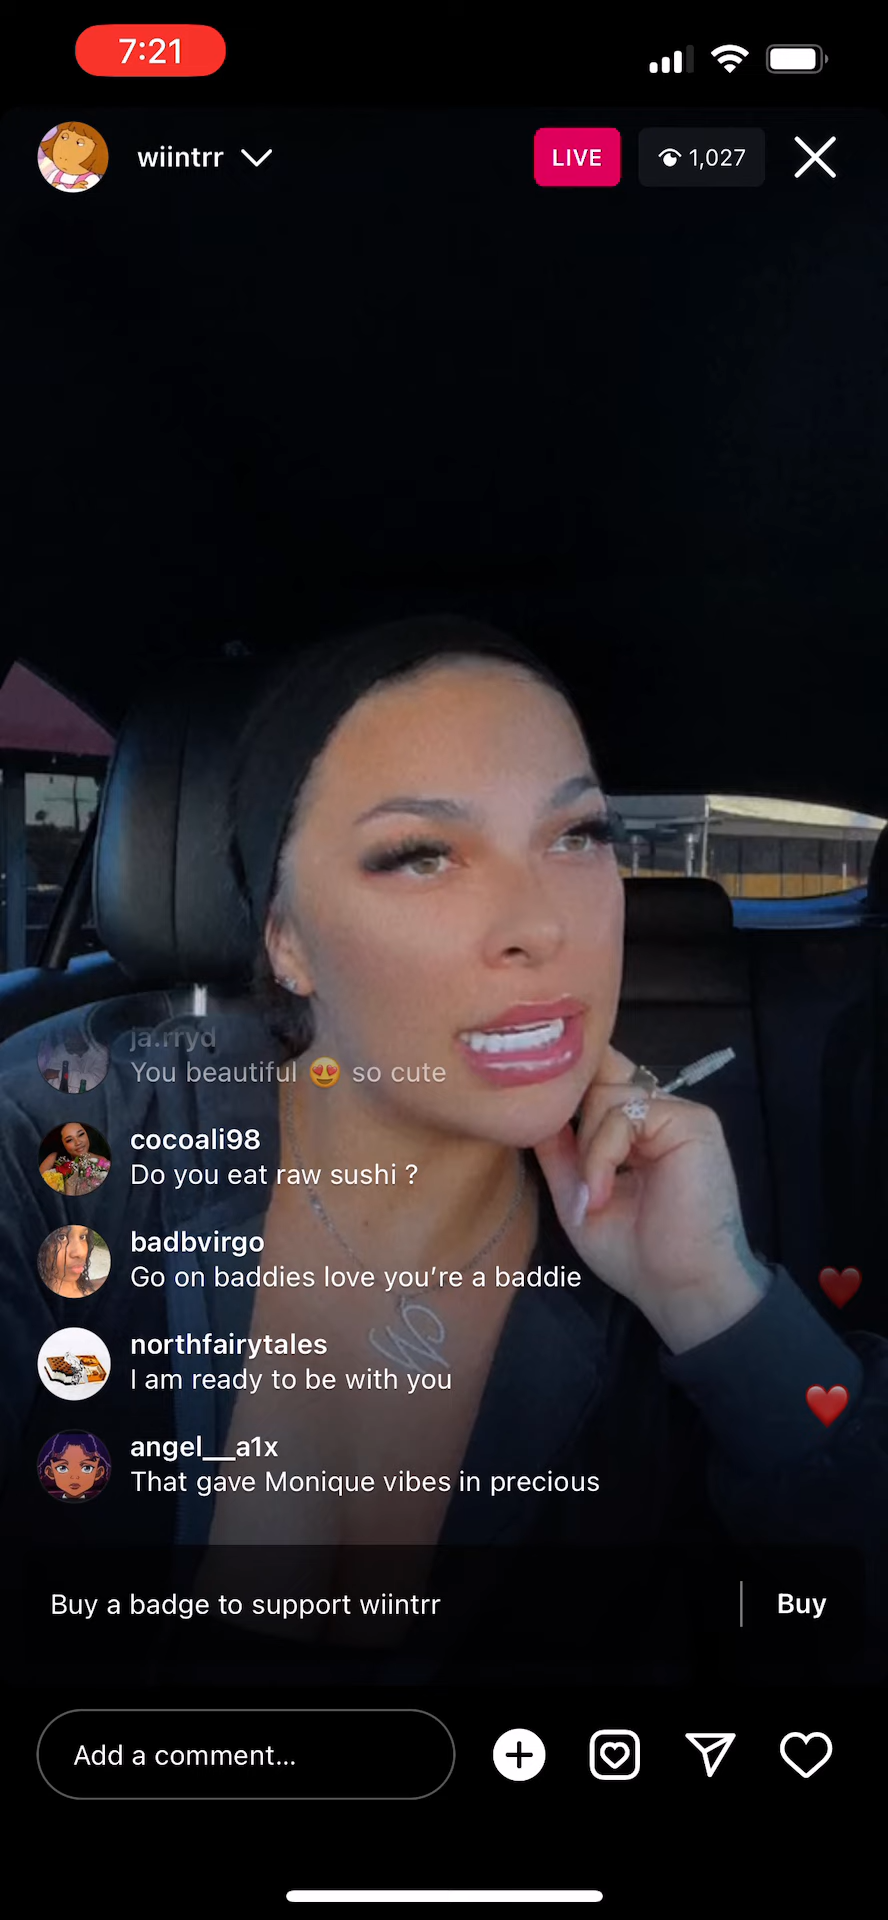 7:21
wiintrr
LIVE
1,027
ja.rryd
You beautiful 😍 so cute
cocoali98
Do you eat raw sushi ?
badbvirgo
Go on baddies love you’re a baddie
northfairytales
I am ready to be with you
angel__a1x
That gave Monique vibes in precious
Buy a badge to support wiintrr
Buy
Add a comment...